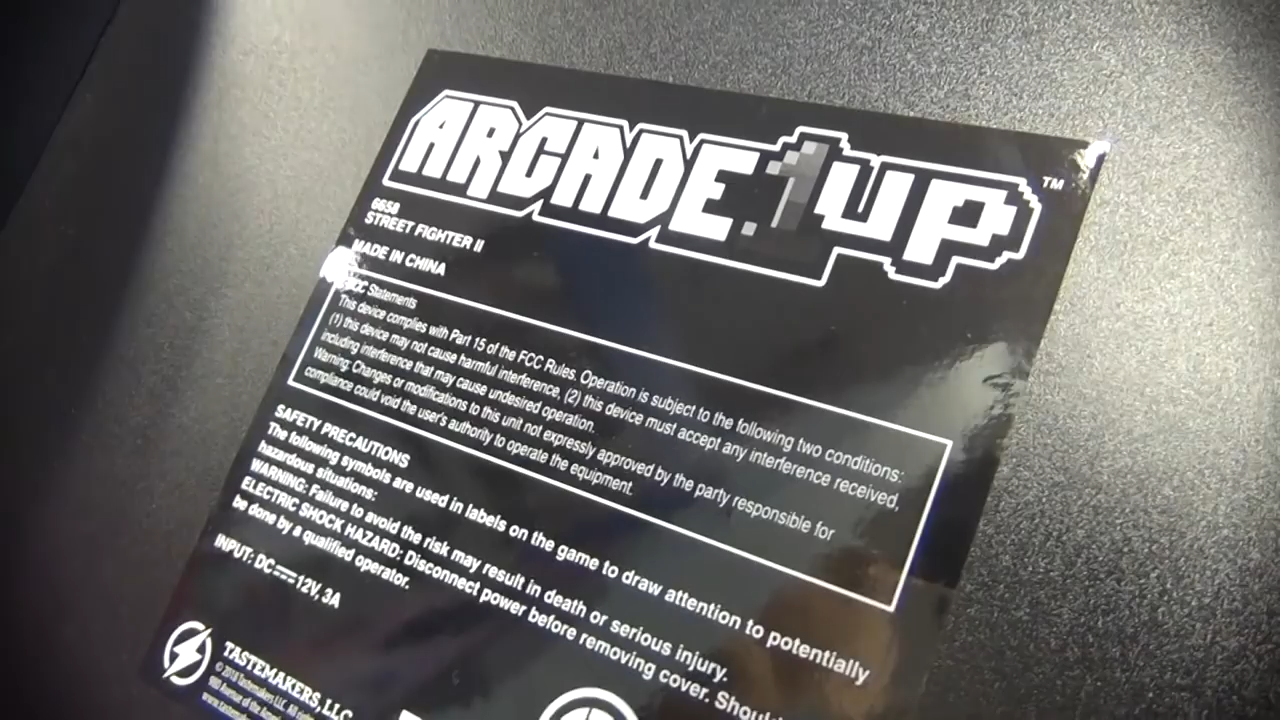 ARCADE1UP™
6658
STREET FIGHTER II
MADE IN CHINA
FCC Statements
This device complies with Part 15 of the FCC Rules. Operation is subject to the following two conditions:
(1) this device may not cause harmful interference, (2) this device must accept any interference received,
including interference that may cause undesired operation.
Warning: Changes or modifications to this unit not expressly approved by the party responsible for
compliance could void the user's authority to operate the equipment.
SAFETY PRECAUTIONS
The following symbols are used in labels on the game to draw attention to potentially
hazardous situations:
WARNING: Failure to avoid the risk may result in death or serious injury.
ELECTRIC SHOCK HAZARD: Disconnect power before removing cover. Should
be done by a qualified operator.
INPUT: DC⎓12V, 3A
TASTEMAKERS, LLC
© 2018 Tastemakers LLC. All